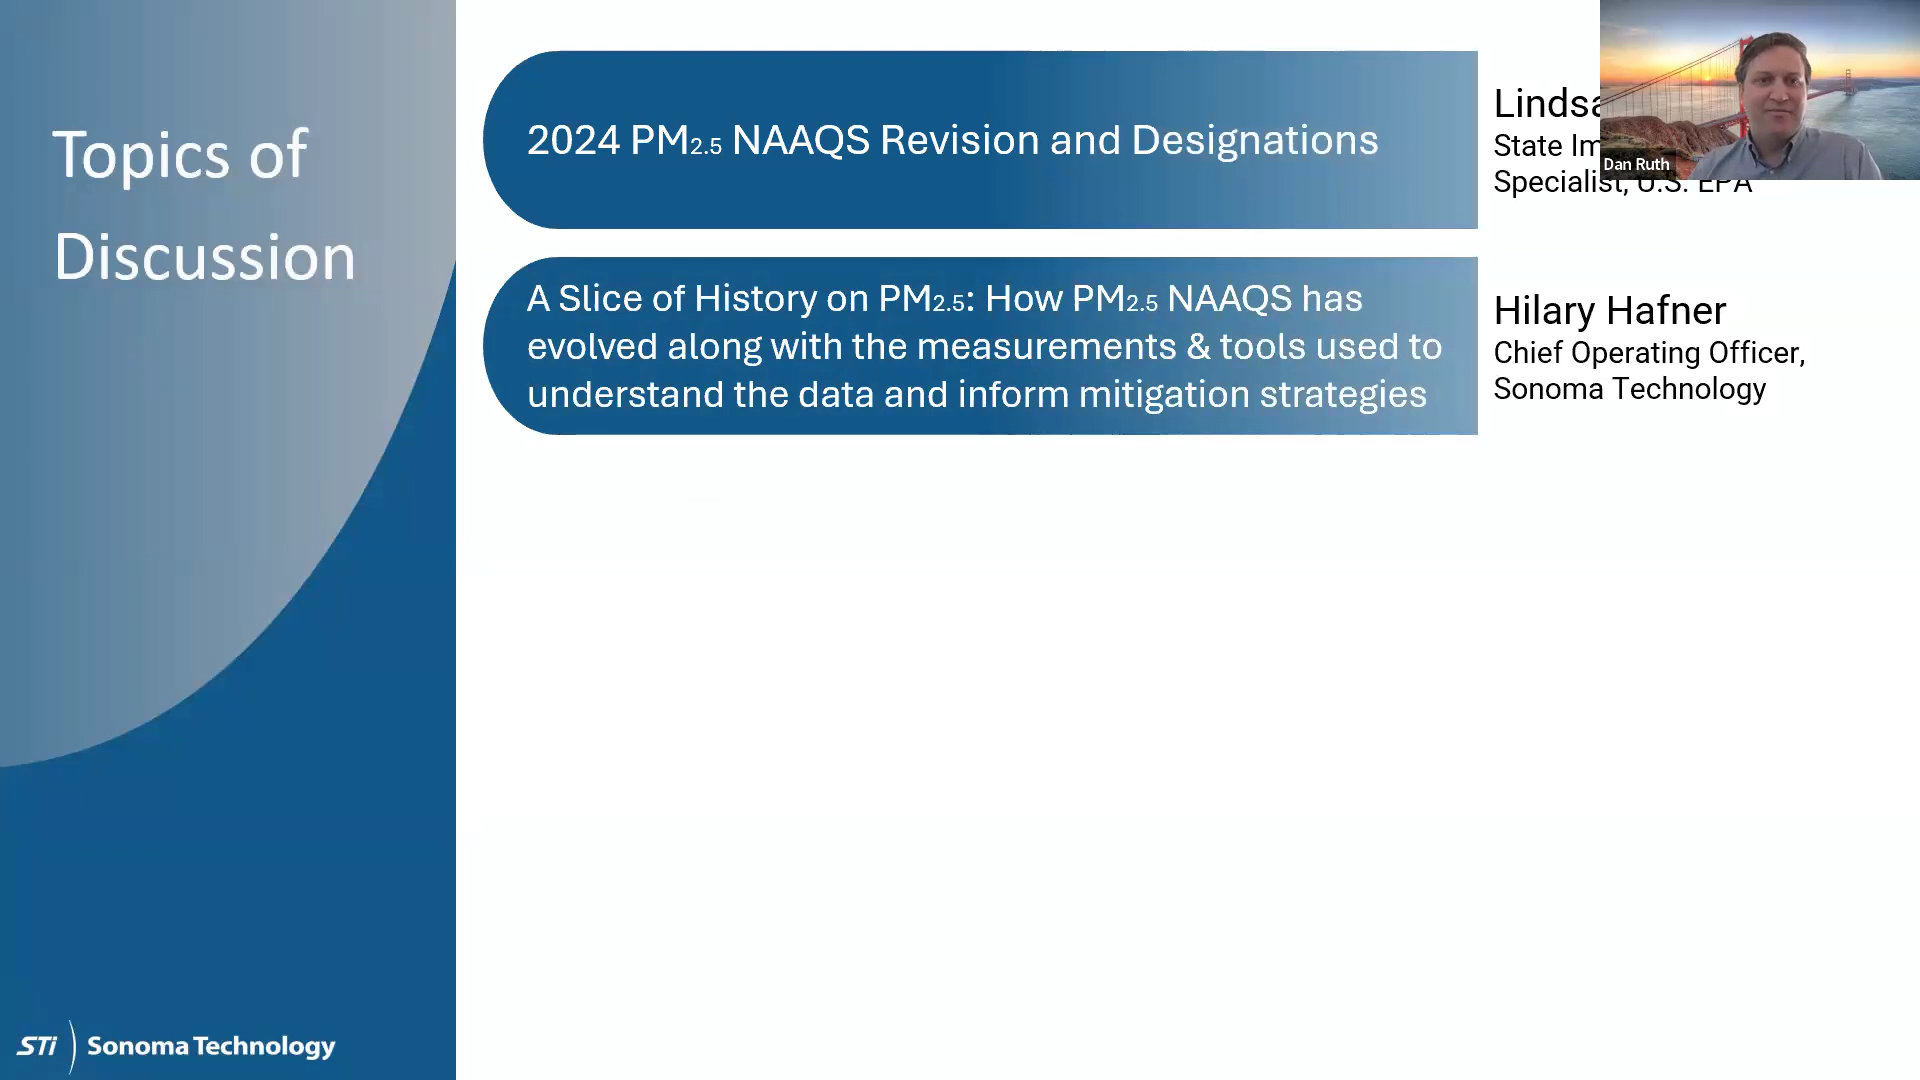 Topics of
Discussion
2024 PM2.5 NAAQS Revision and Designations
Specialist, U.S. EPA
State
Dan Ruth
A Slice of History on PM2.5: How PM2.5 NAAQS has
evolved along with the measurements & tools used to
understand the data and inform mitigation strategies
Hilary Hafner
Chief Operating Officer,
Sonoma Technology
STi Sonoma Technology